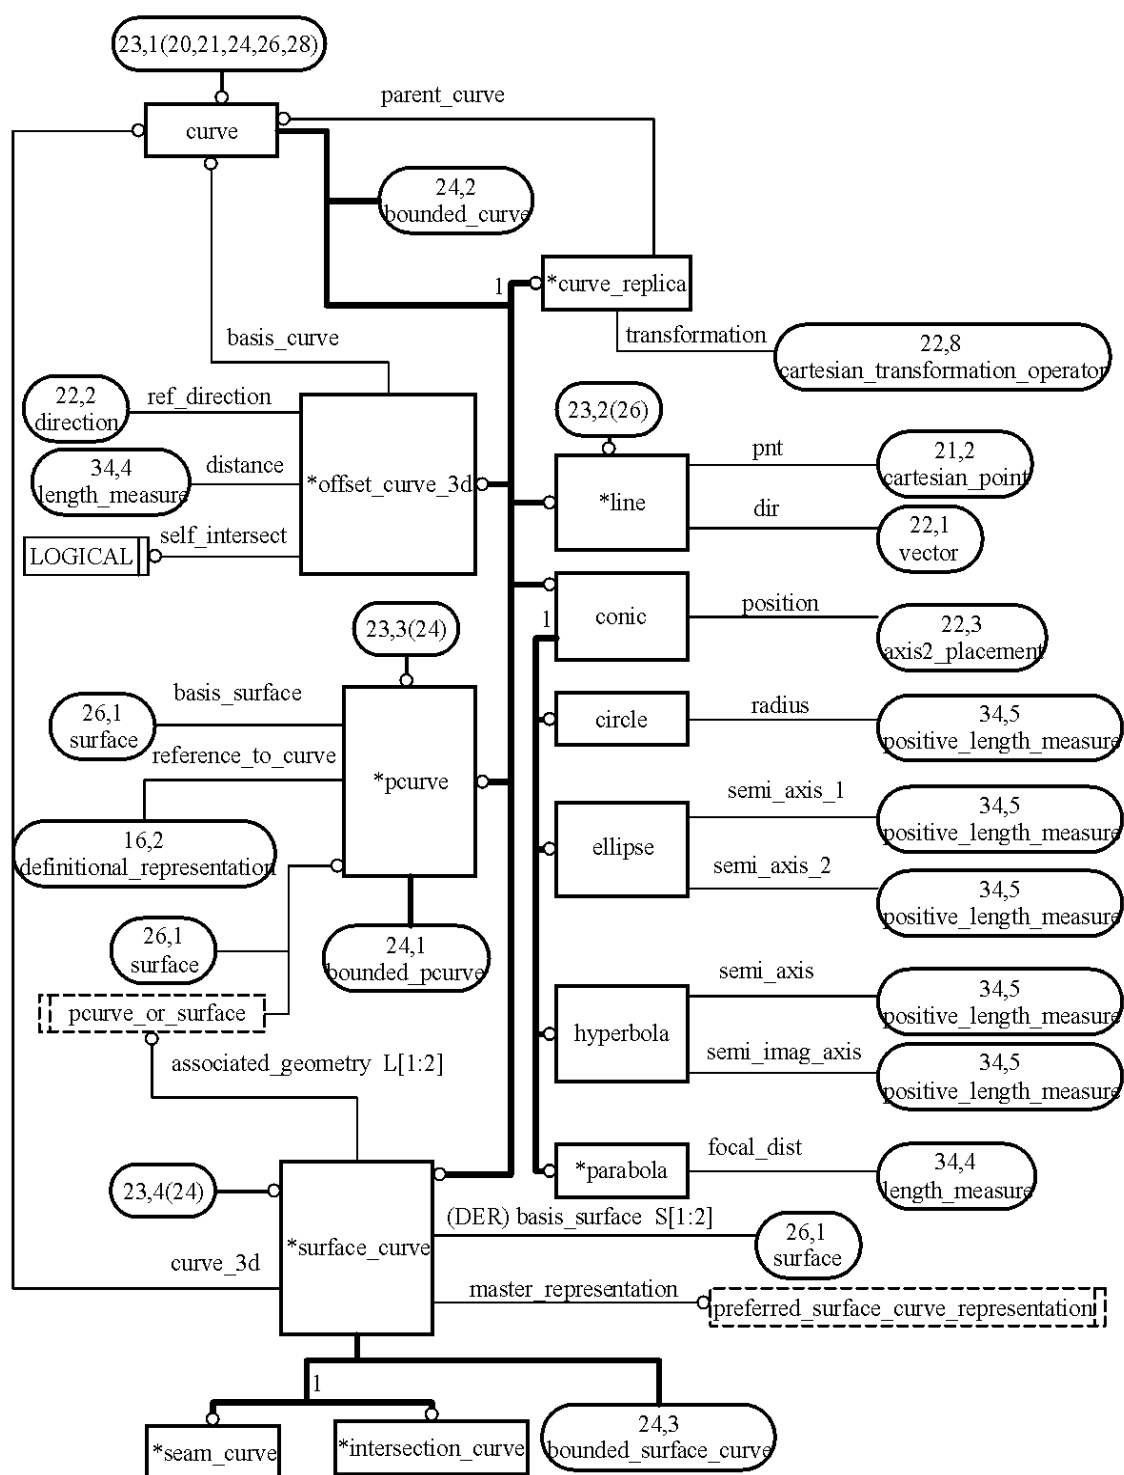 23,1(20,21,24,26,28)
parent_curve
curve
24,2
bounded_curve
1
*curve_replica
basis_curve
transformation
22,8
cartesian_transformation_operator
22,2
direction
ref_direction
23,2(26)
34,4
length_measure
distance
*offset_curve_3d
pnt
21,2
cartesian_point
*line
dir
22,1
vector
LOGICAL
self_intersect
conic
1
position
22,3
axis2_placement
23,3(24)
basis_surface
26,1
surface
circle
radius
34,5
positive_length_measure
reference_to_curve
*pcurve
semi_axis_1
34,5
positive_length_measure
16,2
definitional_representation
ellipse
semi_axis_2
34,5
positive_length_measure
26,1
surface
24,1
bounded_pcurve
semi_axis
34,5
positive_length_measure
pcurve_or_surface
hyperbola
semi_imag_axis
34,5
positive_length_measure
associated_geometry L[1:2]
*parabola
focal_dist
34,4
length_measure
23,4(24)
*surface_curve
(DER) basis_surface S[1:2]
26,1
surface
curve_3d
master_representation
preferred_surface_curve_representation
1
*seam_curve
*intersection_curve
24,3
bounded_surface_curve